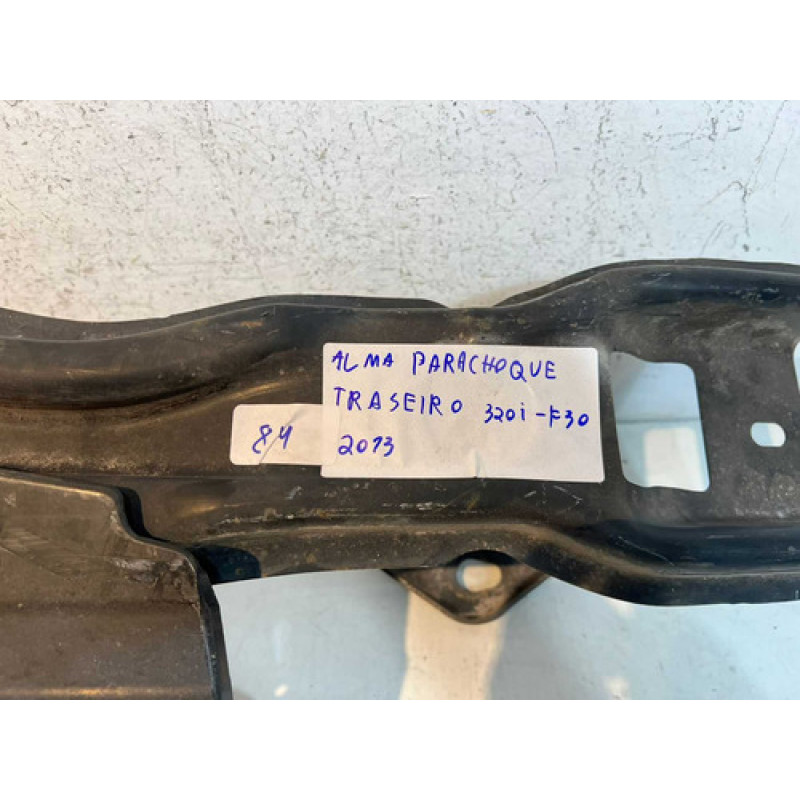 ALMA PARACHOQUE
TRASEIRO 320i-F30
2013
84